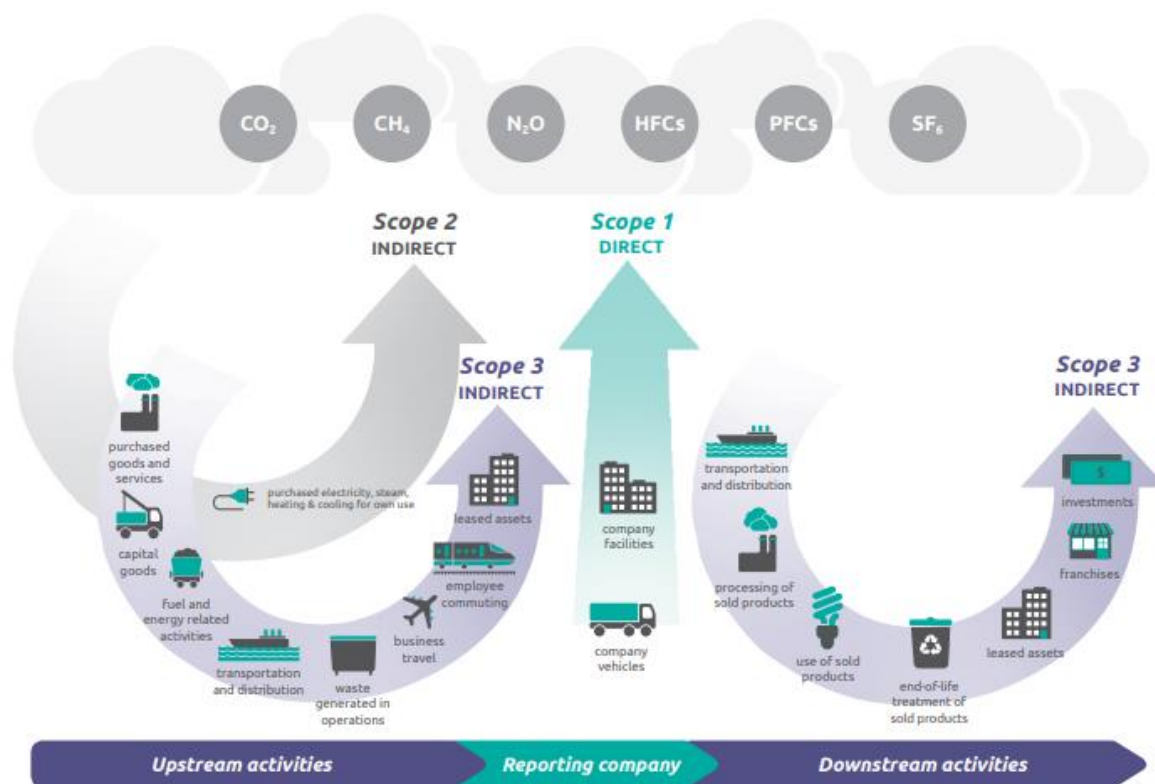 CO₂
CH₄
N₂O
HFCs
PFCs
SF₆
Scope 2
INDIRECT
Scope 1
DIRECT
Scope 3
INDIRECT
Scope 3
INDIRECT
purchased
goods and
services
capital
goods
fuel and
energy related
activities
transportation
and distribution
waste
generated in
operations
business
travel
employee
commuting
leased assets
purchased electricity, steam,
heating & cooling for own use
company
facilities
company
vehicles
transportation
and distribution
processing of
sold products
use of sold
products
end-of-life
treatment of
sold products
leased assets
franchises
$
investments
Upstream activities
Reporting company
Downstream activities